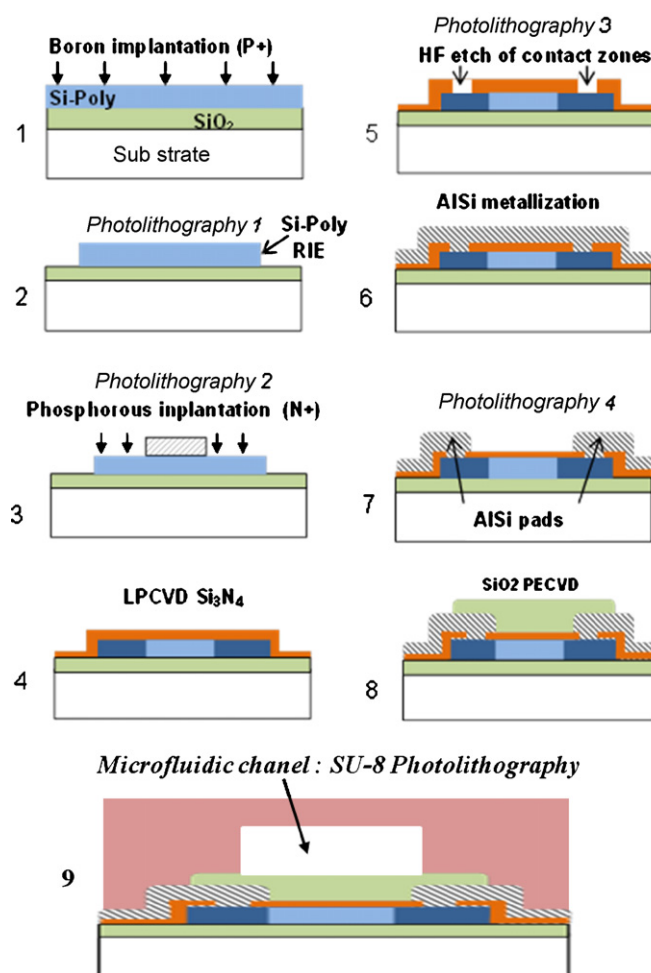 Boron implantation (P+)
Si-Poly
SiO2
Sub strate
1
Photolithography 1
Si-Poly
RIE
2
Photolithography 2
Phosphorous inplantation (N+)
3
LPCVD Si3N4
4
Photolithography 3
HF etch of contact zones
5
AlSi metallization
6
Photolithography 4
AlSi pads
7
SiO2 PECVD
8
Microfluidic chanel : SU-8 Photolithography
9